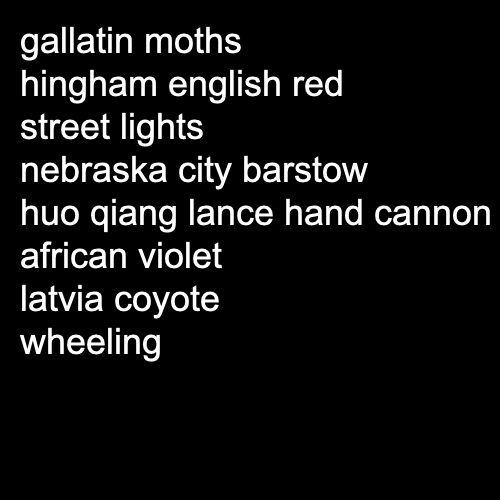 gallatin moths
hingham english red
street lights
nebraska city barstow
huo qiang lance hand cannon
african violet
latvia coyote
wheeling